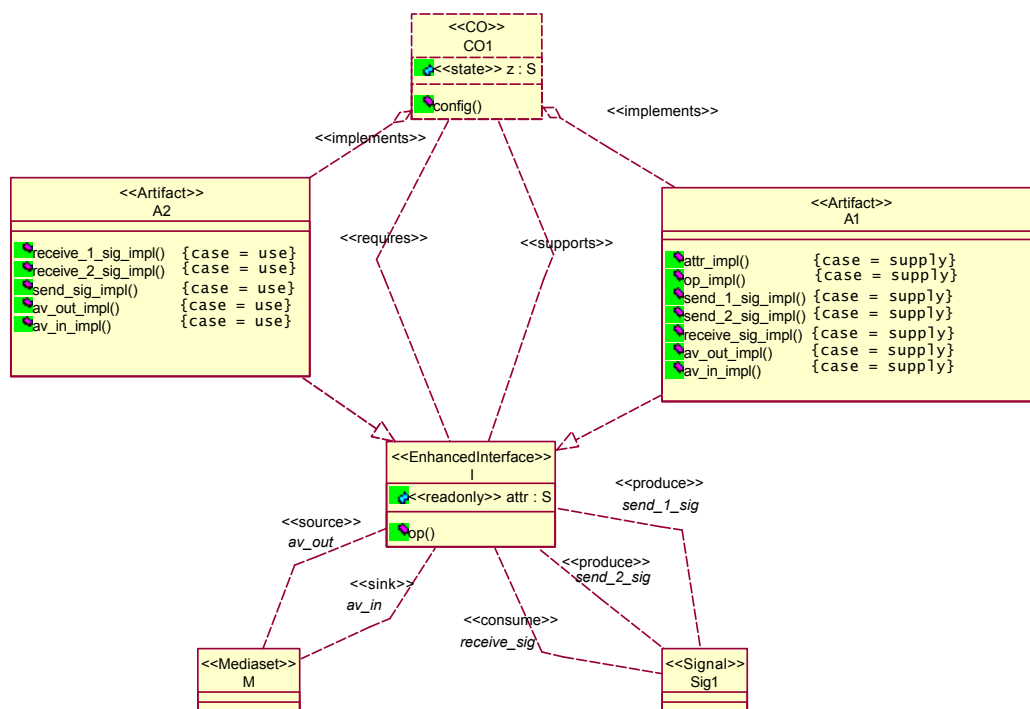 <<CO>>
CO1
<<state>> z : S
config()
<<implements>>
<<implements>>
<<Artifact>>
A2
receive_1_sig_impl() {case = use}
receive_2_sig_impl() {case = use}
send_sig_impl() {case = use}
av_out_impl() {case = use}
av_in_impl() {case = use}
<<requires>>
<<supports>>
<<Artifact>>
A1
attr_impl() {case = supply}
op_impl() {case = supply}
send_1_sig_impl() {case = supply}
send_2_sig_impl() {case = supply}
receive_sig_impl() {case = supply}
av_out_impl() {case = supply}
av_in_impl() {case = supply}
<<EnhancedInterface>>
I
<<readonly>> attr : S
op()
<<source>>
av_out
<<sink>>
av_in
<<produce>>
send_1_sig
<<produce>>
send_2_sig
<<consume>>
receive_sig
<<Mediaset>>
M
<<Signal>>
Sig1